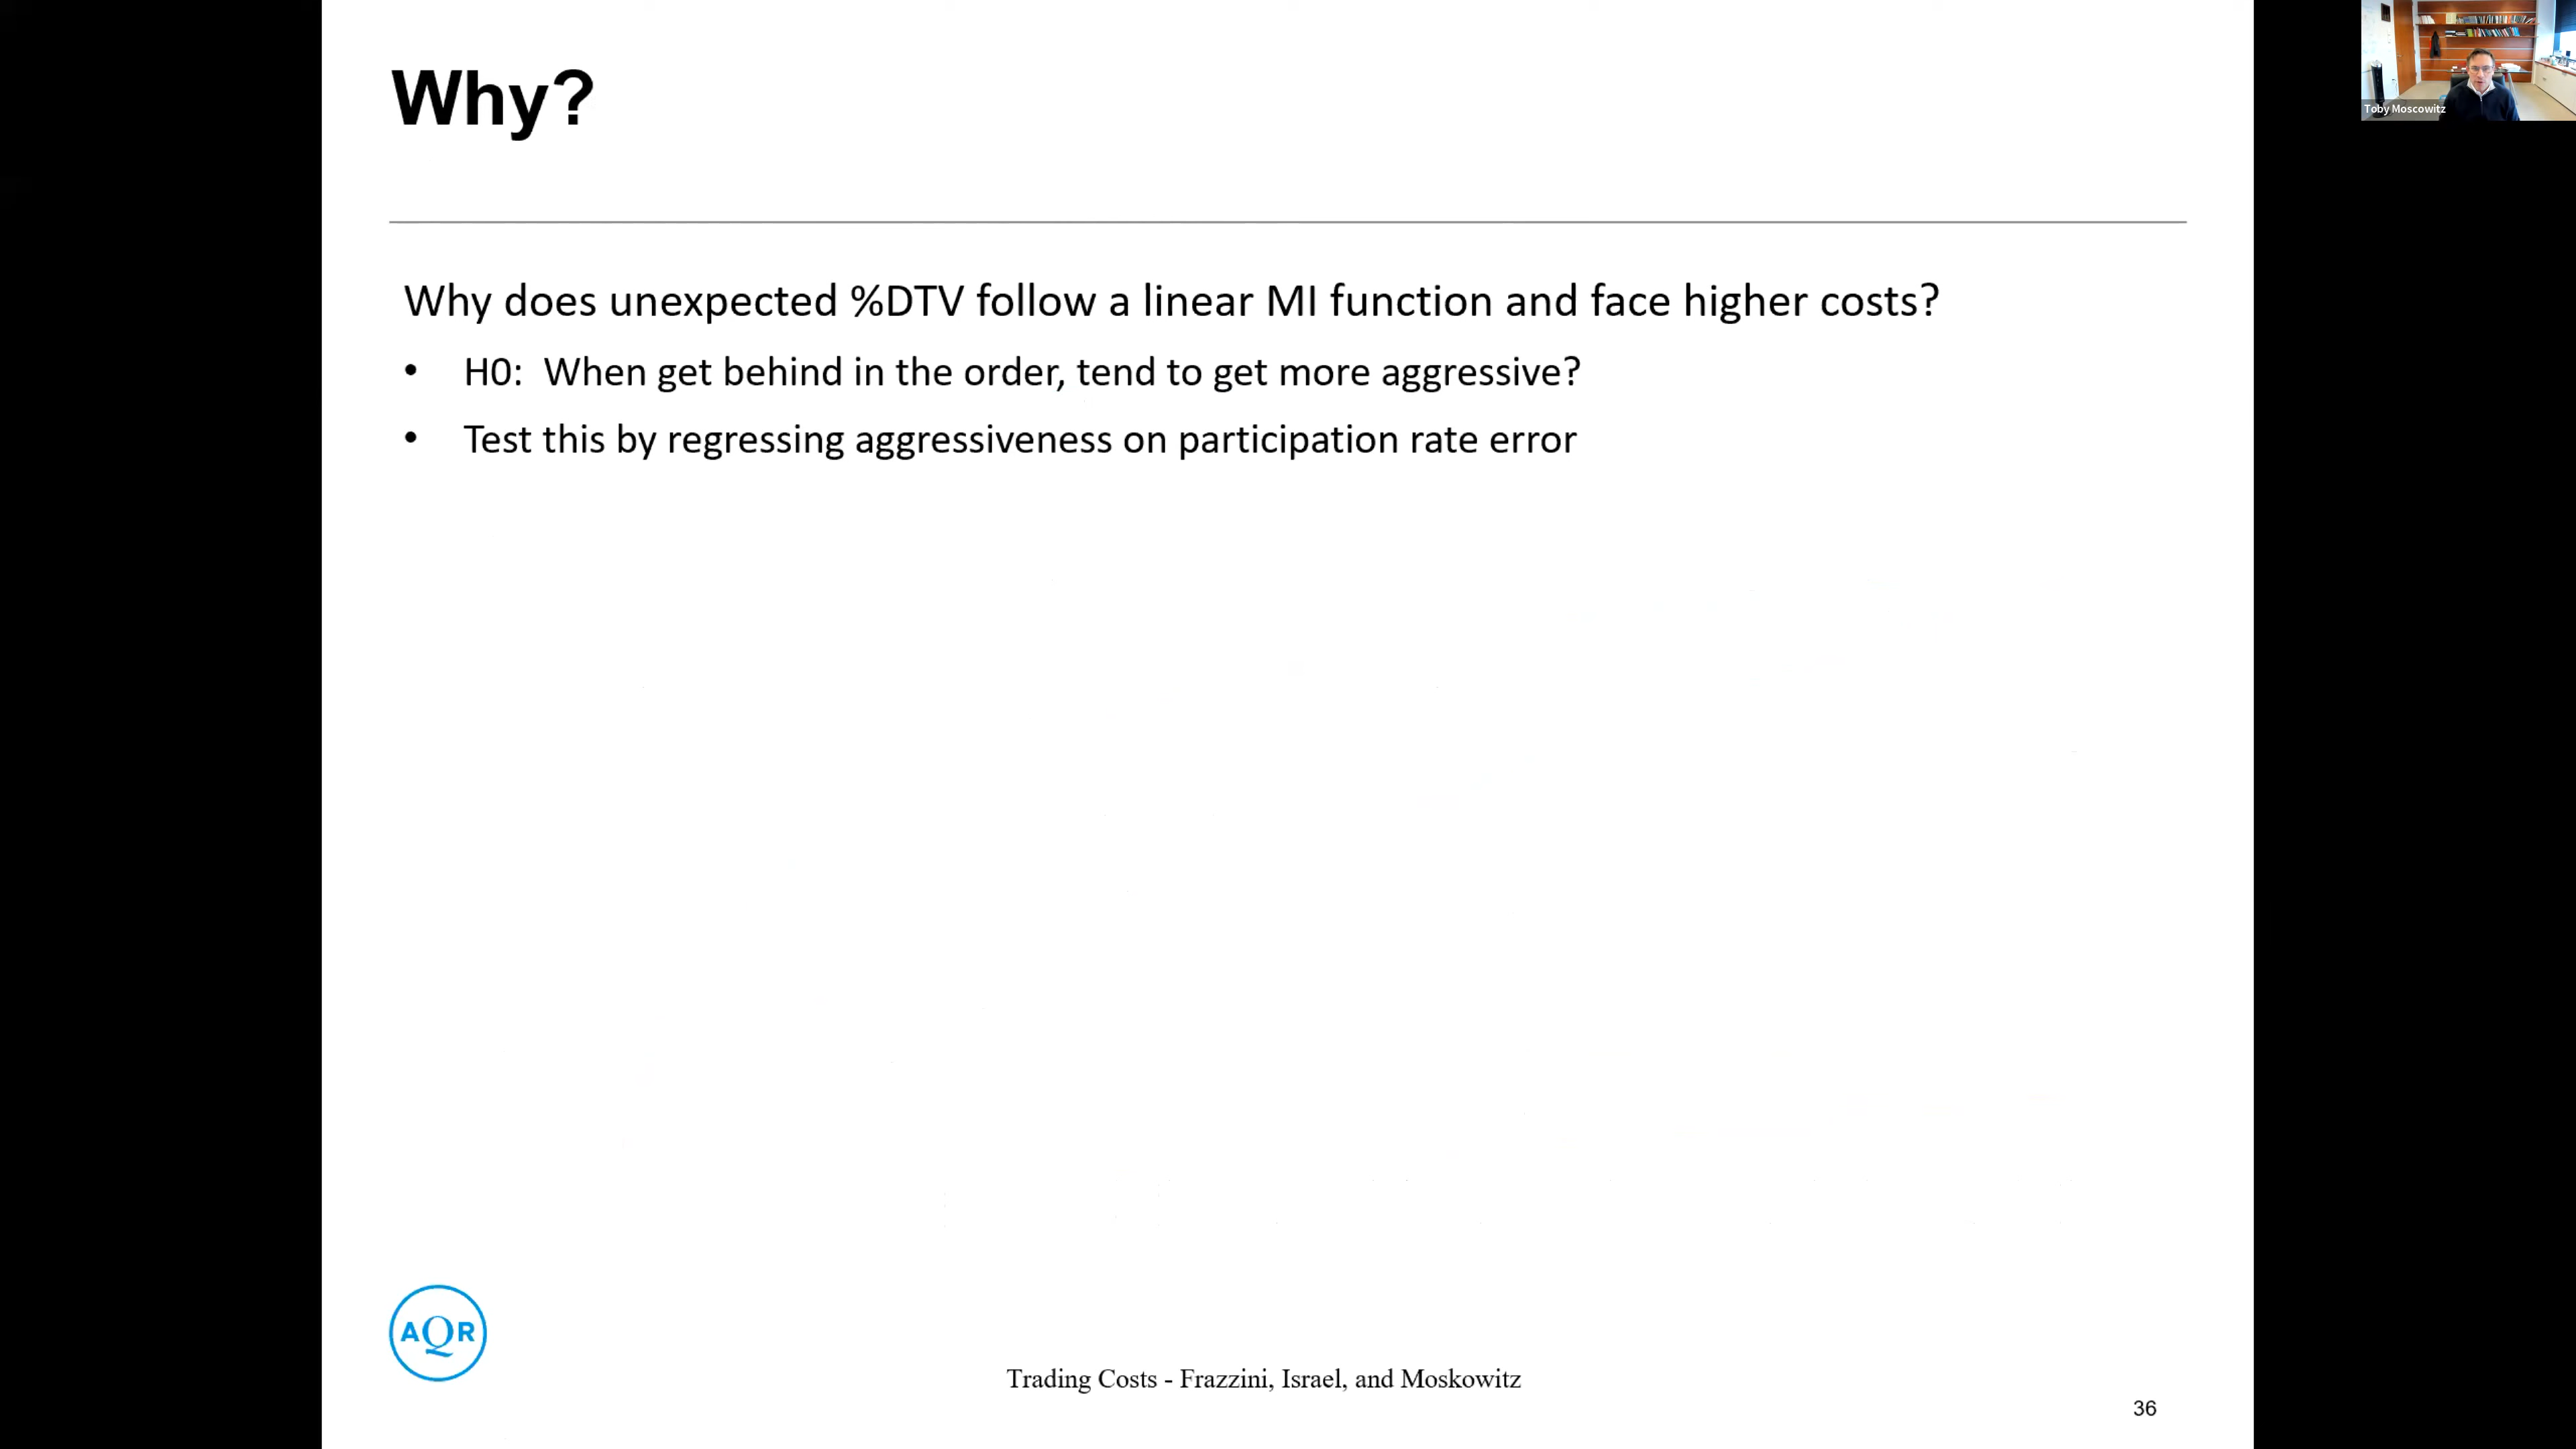 Why?
Toby Moscowitz
Why does unexpected %DTV follow a linear MI function and face higher costs?
• H0: When get behind in the order, tend to get more aggressive?
• Test this by regressing aggressiveness on participation rate error
AQR
Trading Costs - Frazzini, Israel, and Moskowitz
36